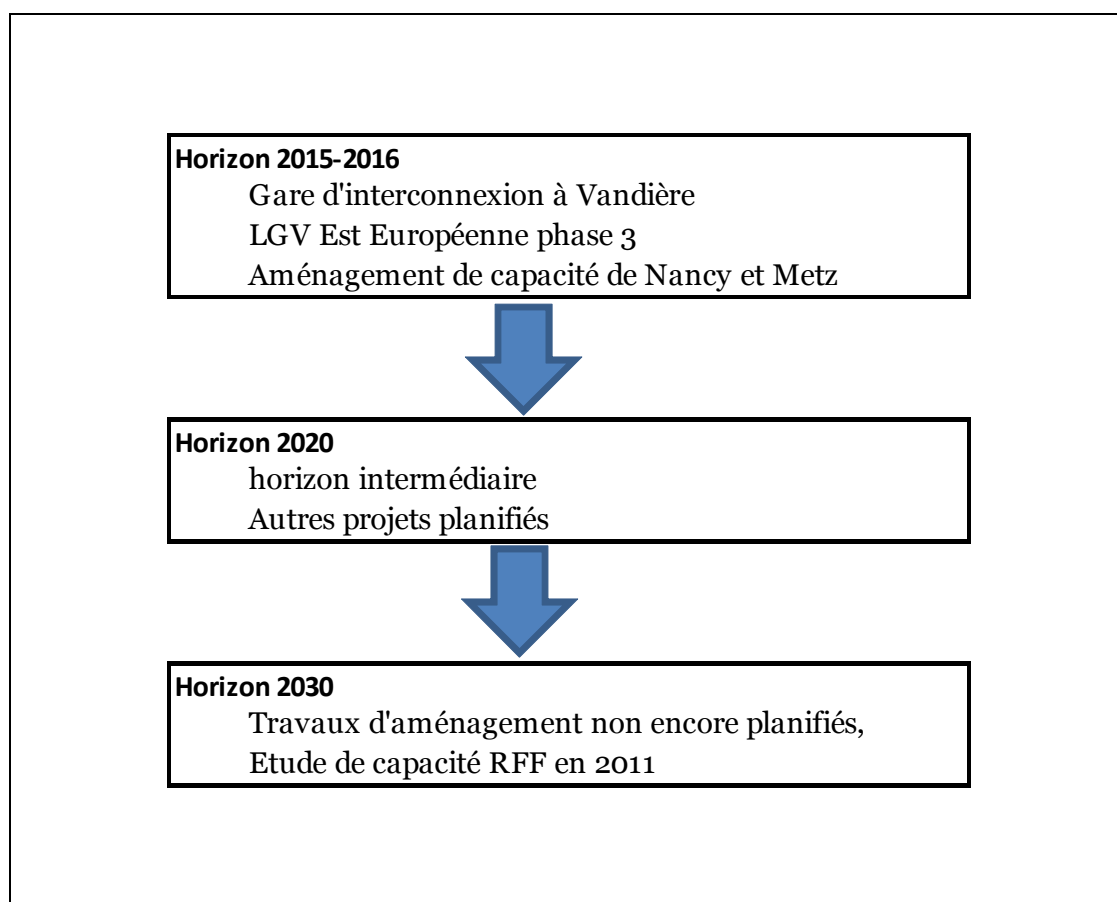 Horizon 2015-2016
Gare d'interconnexion à Vandière
LGV Est Européenne phase 3
Aménagement de capacité de Nancy et Metz
Horizon 2020
horizon intermédiaire
Autres projets planifiés
Horizon 2030
Travaux d'aménagement non encore planifiés,
Etude de capacité RFF en 2011